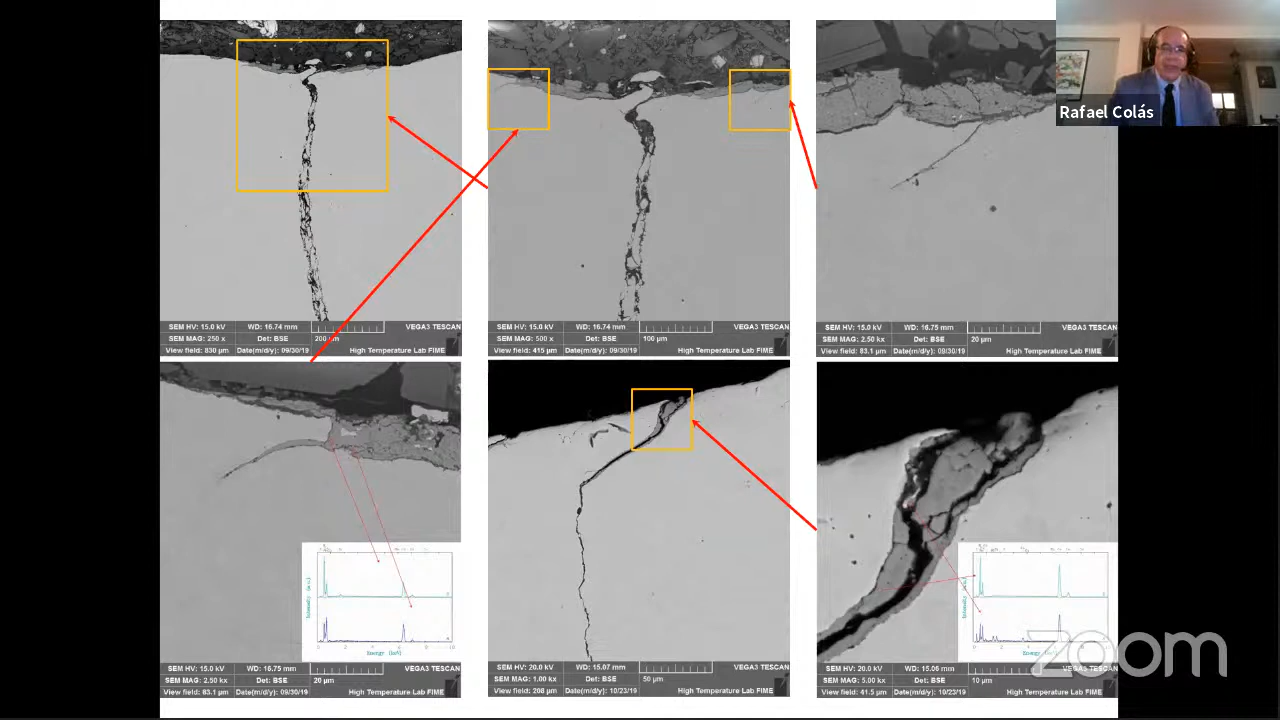 Rafael Colás
SEM HV: 15.0 kV WD: 16.74 mm VEGA3 TESCAN
SEM MAG: 250 x Det: BSE 200 µm
View field: 830 µm Date(m/d/y): 09/30/19 High Temperature Lab FIME
SEM HV: 15.0 kV WD: 16.74 mm VEGA3 TESCAN
SEM MAG: 500 x Det: BSE 100 µm
View field: 415 µm Date(m/d/y): 09/30/19 High Temperature Lab FIME
SEM HV: 15.0 kV WD: 16.75 mm VEGA3 TESCAN
SEM MAG: 2.50 kx Det: BSE 20 µm
View field: 83.1 µm Date(m/d/y): 09/30/19 High Temperature Lab FIME
Intensity (a.u.)
Energy (keV)
SEM HV: 15.0 kV WD: 16.75 mm VEGA3 TESCAN
SEM MAG: 2.50 kx Det: BSE 20 µm
View field: 83.1 µm Date(m/d/y): 09/30/19 High Temperature Lab FIME
SEM HV: 20.0 kV WD: 15.07 mm VEGA3 TESCAN
SEM MAG: 1.00 kx Det: BSE 50 µm
View field: 208 µm Date(m/d/y): 10/23/19 High Temperature Lab FIME
Intensity (a.u.)
Energy (keV)
SEM HV: 20.0 kV WD: 15.06 mm VEGA3 TESCAN
SEM MAG: 5.00 kx Det: BSE 10 µm
View field: 41.5 µm Date(m/d/y): 10/23/19 High Temperature Lab FIME
zoom